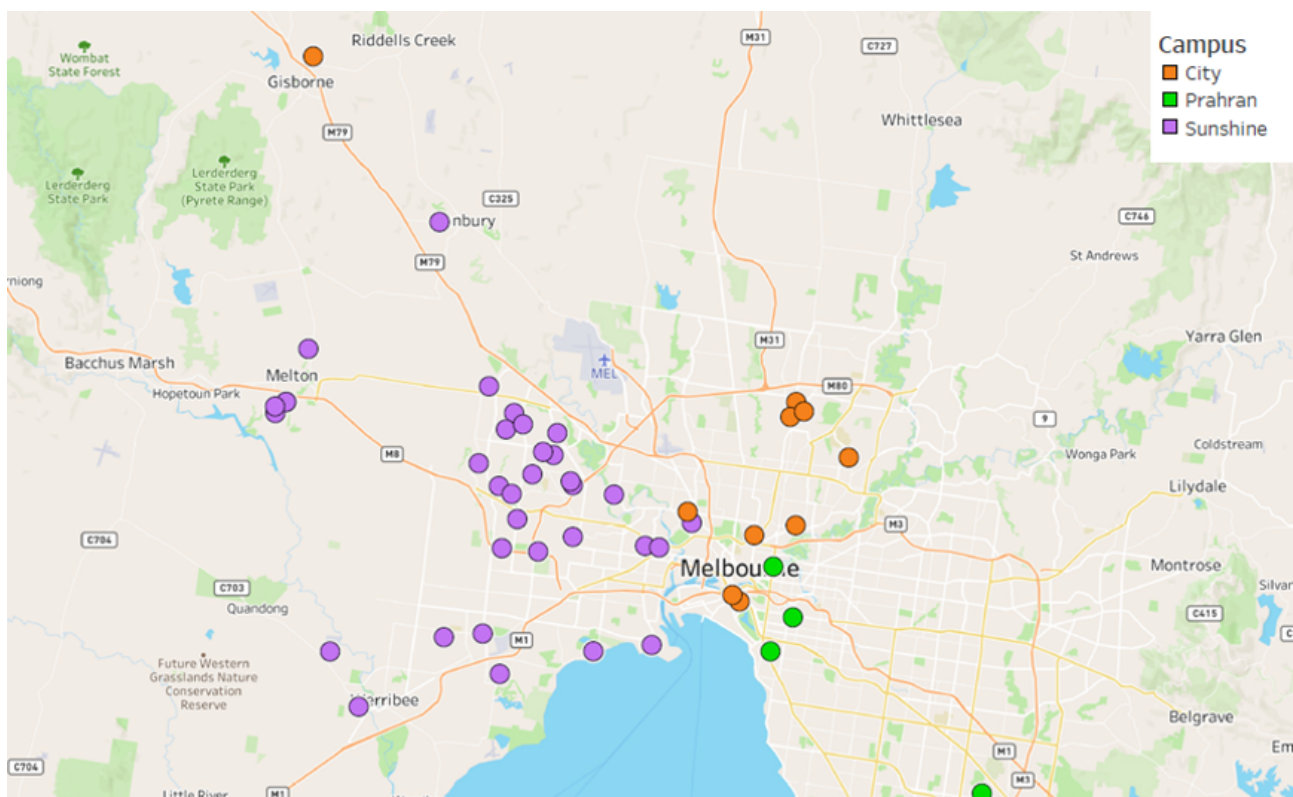 Riddells Creek
M31
C727
Campus
City
Prahran
Sunshine
Wombat
State Forest
Gisborne
Whittlesea
M79
Lerderderg
State Park
Lerderderg
State Park
(Pyrete Range)
C325
nbury
C746
M79
St Andrews
rniong
M31
Yarra Glen
Bacchus Marsh
Melton
MEL
M80
Hopetoun Park
9
M8
Wonga Park
Coldstream
Lilydale
C704
M3
Melbou e
Montrose
C703
Quandong
Silvan
C415
M1
C
Future Western
Grasslands Nature
Conservation
Reserve
erribee
Belgrave
M1
Em
C704
M3
Little River
M1